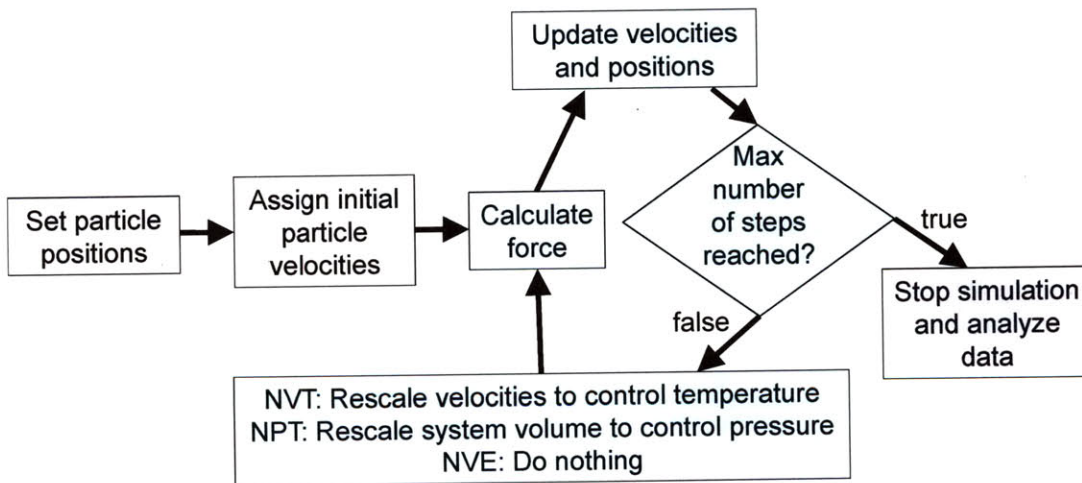 Set particle
positions
Assign initial
particle
velocities
Calculate
force
Update velocities
and positions
Max
number
of steps
reached?
true
Stop simulation
and analyze
data
false
NVT: Rescale velocities to control temperature
NPT: Rescale system volume to control pressure
NVE: Do nothing